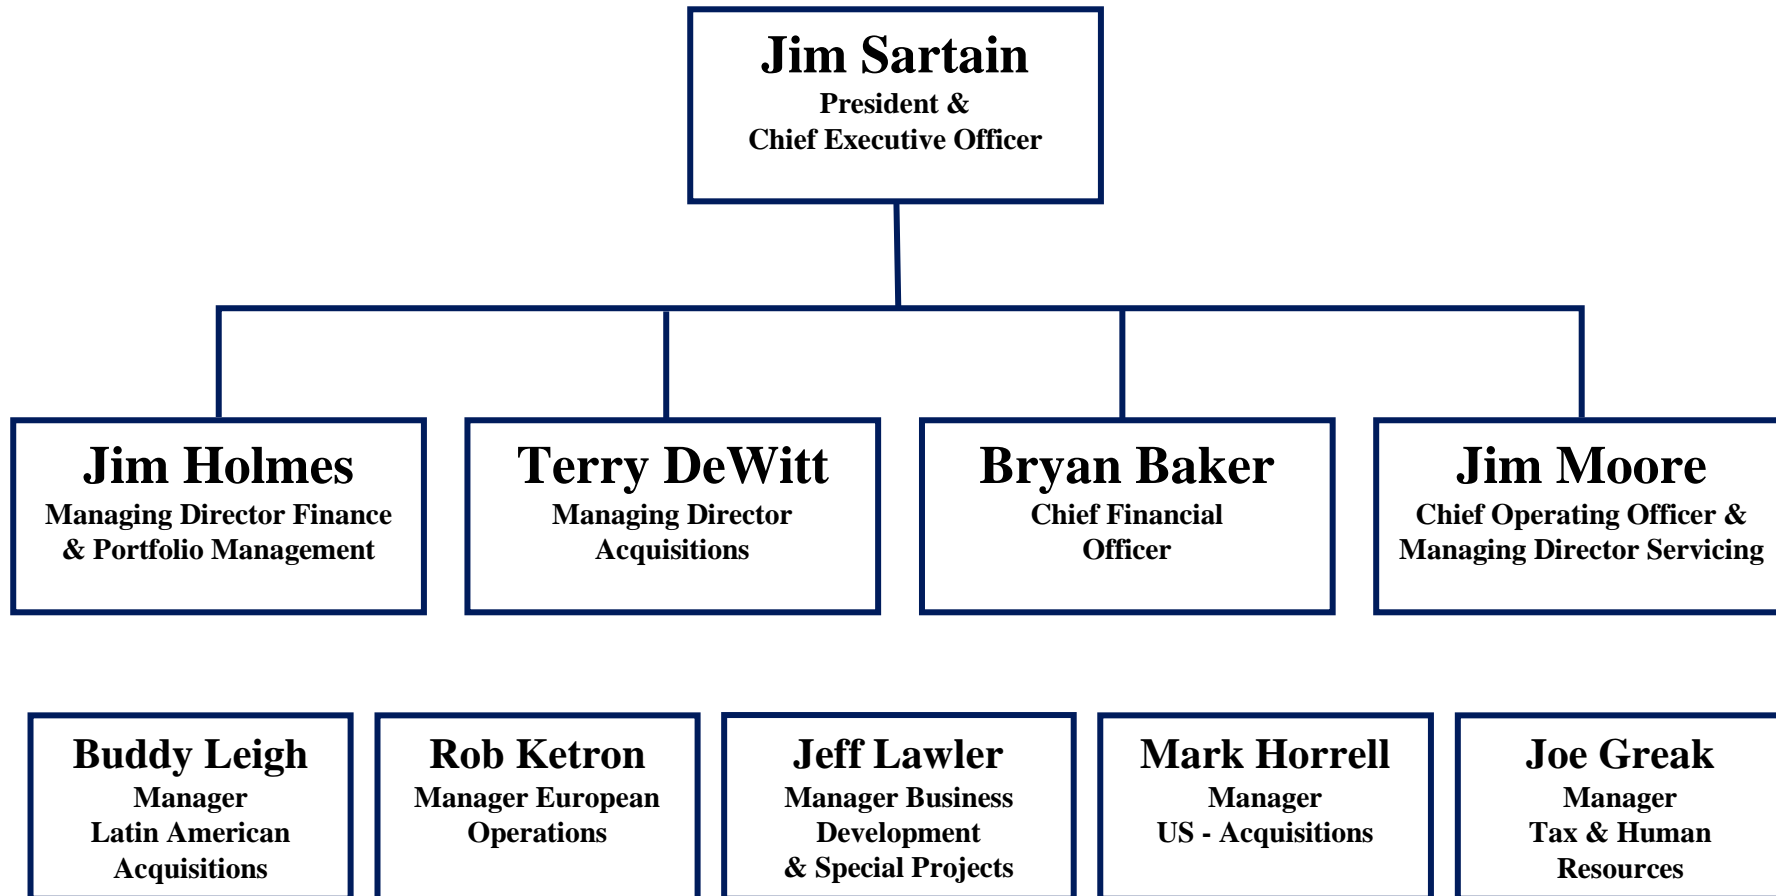 Jim Sartain
President &
Chief Executive Officer
Jim Holmes
Managing Director Finance
& Portfolio Management
Terry DeWitt
Managing Director
Acquisitions
Bryan Baker
Chief Financial
Officer
Jim Moore
Chief Operating Officer &
Managing Director Servicing
Buddy Leigh
Manager
Latin American
Acquisitions
Rob Ketron
Manager European
Operations
Jeff Lawler
Manager Business
Development
& Special Projects
Mark Horrell
Manager
US - Acquisitions
Joe Greak
Manager
Tax & Human
Resources